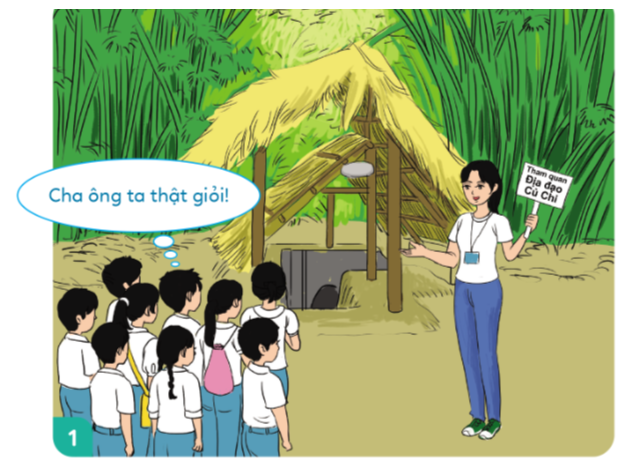 Cha ông ta thật giỏi!
Tham quan
Địa đạo
Củ Chi
1